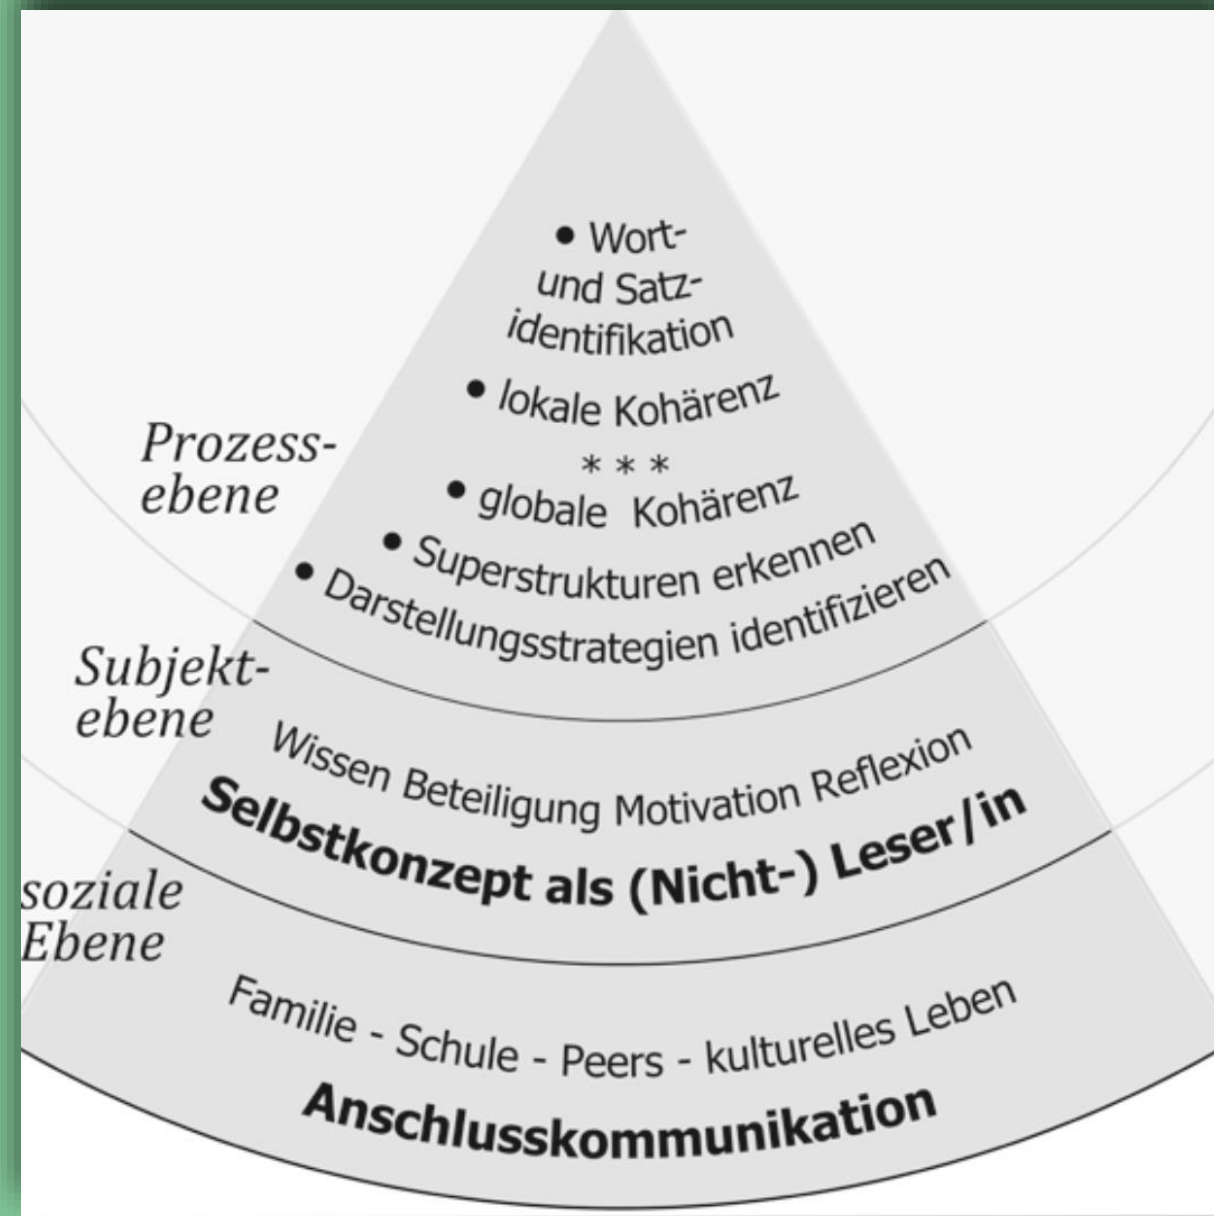 • Wort-
und Satz-
identifikation
• lokale Kohärenz
* * *
• globale Kohärenz
• Superstrukturen erkennen
• Darstellungsstrategien identifizieren
Prozess-
ebene
Wissen Beteiligung Motivation Reflexion
Selbstkonzept als (Nicht-) Leser/in
Subjekt-
ebene
Familie - Schule - Peers - kulturelles Leben
Anschlusskommunikation
soziale
Ebene